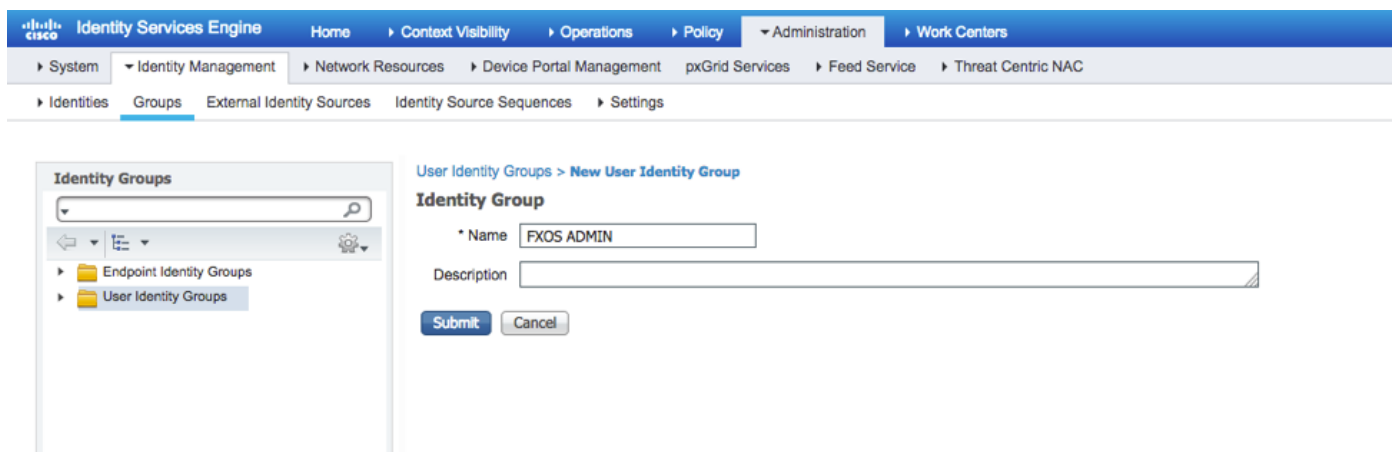 cisco Identity Services Engine Home Context Visibility Operations Policy Administration Work Centers
System Identity Management Network Resources Device Portal Management pxGrid Services Feed Service Threat Centric NAC
Identities Groups External Identity Sources Identity Source Sequences Settings
Identity Groups
Endpoint Identity Groups
User Identity Groups
User Identity Groups > New User Identity Group
Identity Group
* Name FXOS ADMIN
Description
Submit Cancel